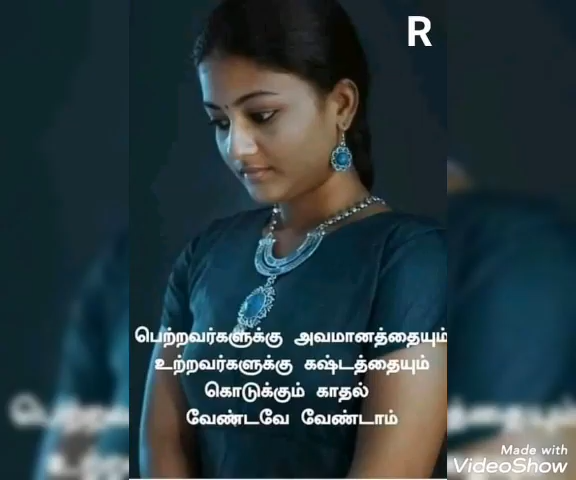 R
பெற்றவர்களுக்கு அவமானத்தையும்
உற்றவர்களுக்கு கஷ்டத்தையும்
கொடுக்கும் காதல்
வேண்டவே வேண்டாம்
Made with
VideoShow